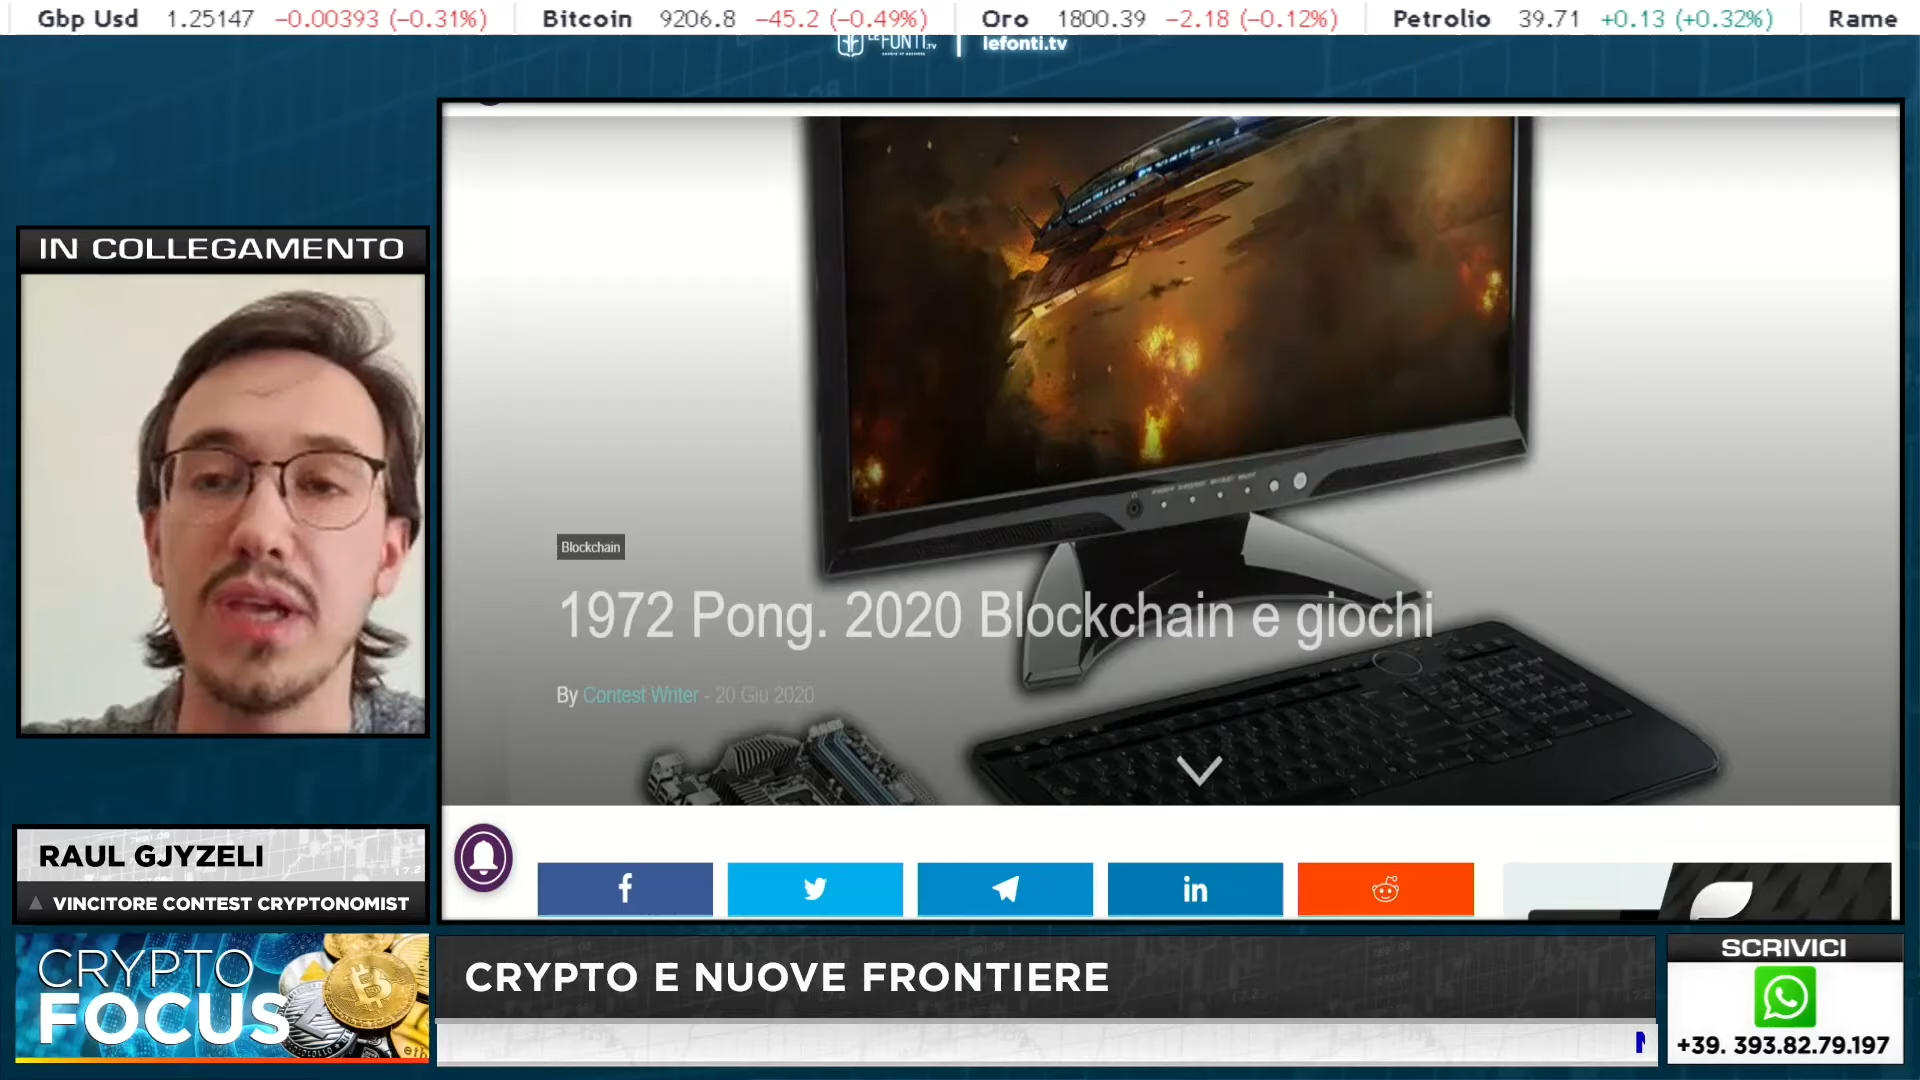 Gbp Usd 1.25147 −0.00393 (−0.31%) Bitcoin 9206.8 −45.2 (−0.49%) Oro 1800.39 −2.18 (−0.12%) Petrolio 39.71 +0.13 (+0.32%) Rame
LEFONTI.TV lefonti.tv
IN COLLEGAMENTO
Blockchain
1972 Pong. 2020 Blockchain e giochi
By Contest Writer - 20 Giu 2020
RAUL GJYZELI
VINCITORE CONTEST CRYPTONOMIST
CRYPTO
FOCUS
CRYPTO E NUOVE FRONTIERE
SCRIVICI
+39. 393.82.79.197